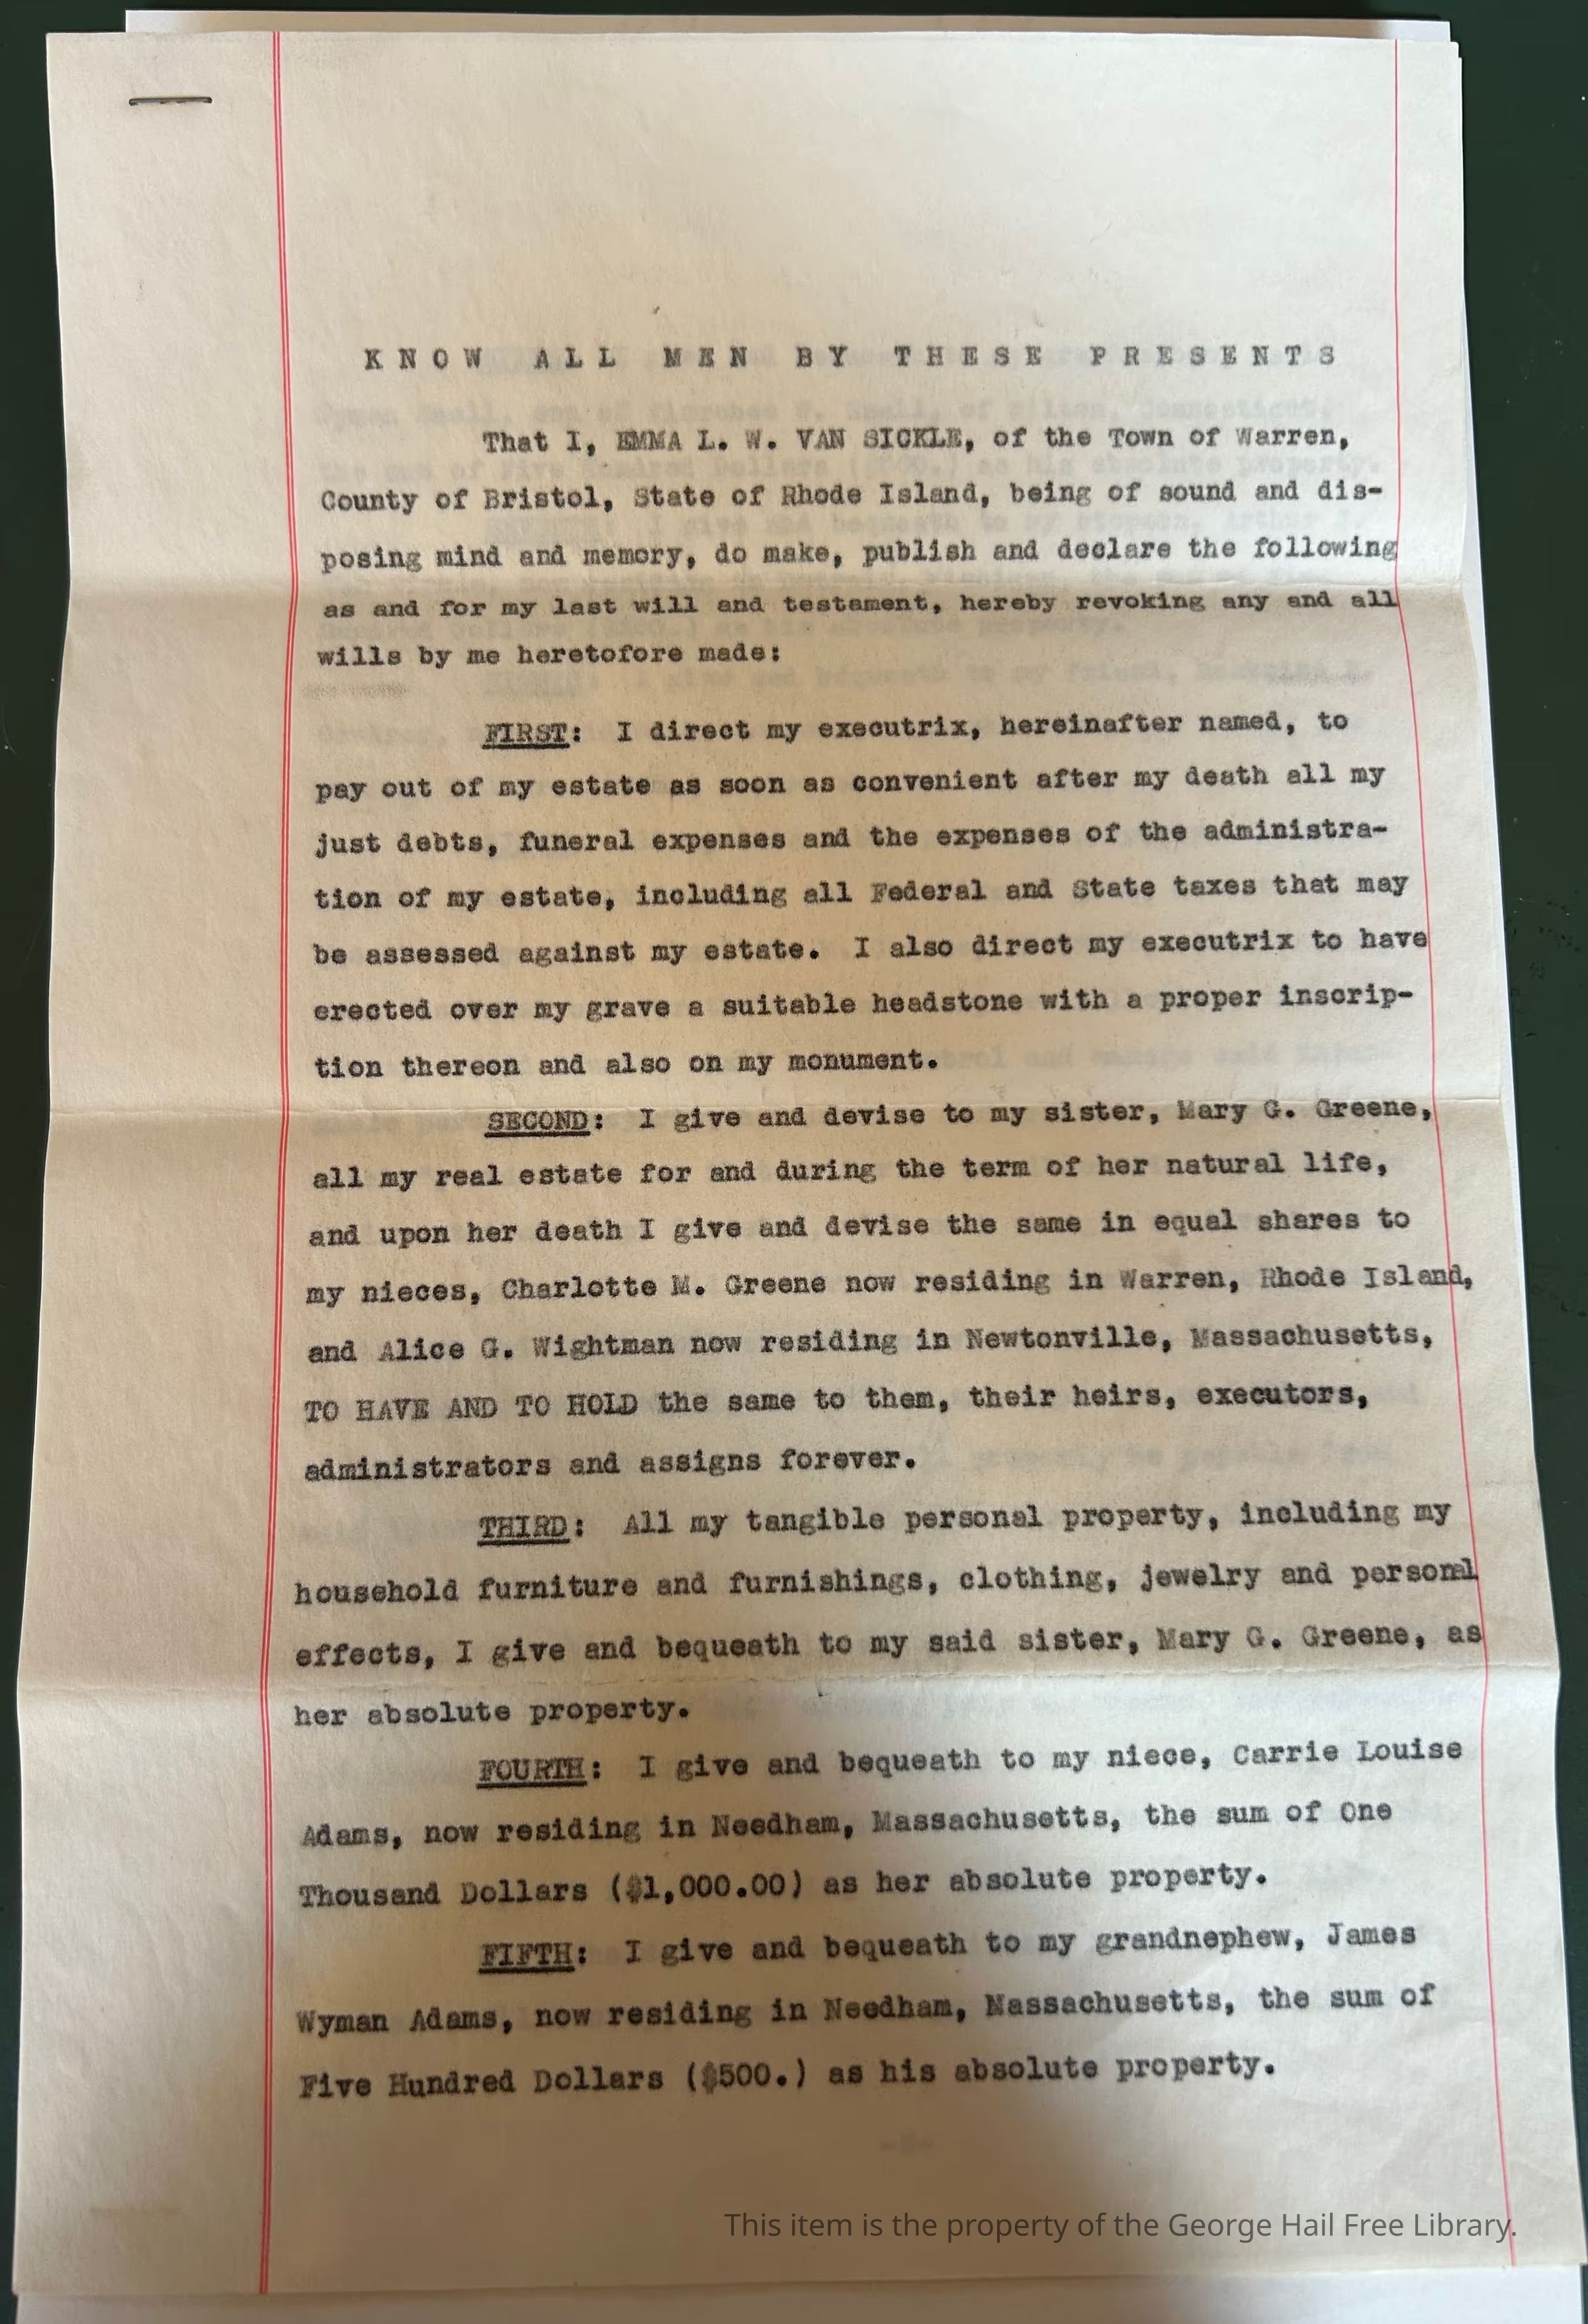 KNOW ALL MEN BY THESE PRESENTS
That I, EMMA L. W. VAN SICKLE, of the Town of Warren,
County of Bristol, State of Rhode Island, being of sound and dis-
posing mind and memory, do make, publish and declare the following
as and for my last will and testament, hereby revoking any and all
wills by me heretofore made:
FIRST: I direct my executrix, hereinafter named, to
pay out of my estate as soon as convenient after my death all my
just debts, funeral expenses and the expenses of the administra-
tion of my estate, including all Federal and State taxes that may
be assessed against my estate. I also direct my executrix to have
erected over my grave a suitable headstone with a proper inscrip-
tion thereon and also on my monument.
SECOND: I give and devise to my sister, Mary G. Greene,
all my real estate for and during the term of her natural life,
and upon her death I give and devise the same in equal shares to
my nieces, Charlotte M. Greene now residing in Warren, Rhode Island,
and Alice G. Wightman now residing in Newtonville, Massachusetts,
TO HAVE AND TO HOLD the same to them, their heirs, executors,
administrators and assigns forever.
THIRD: All my tangible personal property, including my
household furniture and furnishings, clothing, jewelry and personal
effects, I give and bequeath to my said sister, Mary G. Greene, as
her absolute property.
FOURTH: I give and bequeath to my niece, Carrie Louise
Adams, now residing in Needham, Massachusetts, the sum of One
Thousand Dollars ($1,000.00) as her absolute property.
FIFTH: I give and bequeath to my grandnephew, James
Wyman Adams, now residing in Needham, Massachusetts, the sum of
Five Hundred Dollars ($500.) as his absolute property.
This item is the property of the George Hail Free Library.